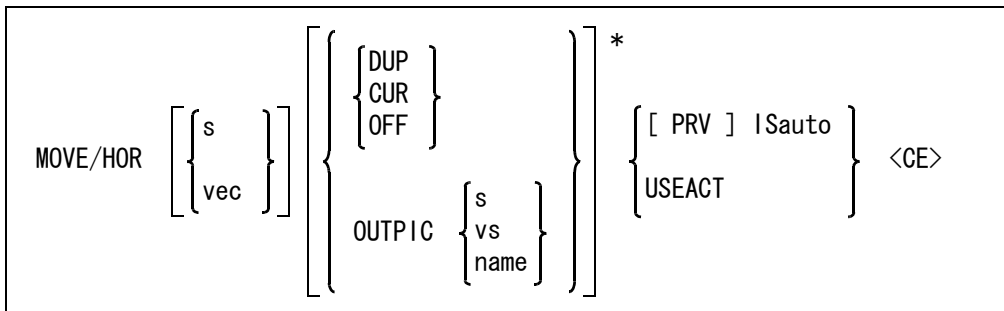 MOVE/HOR [ { s
vec } ] [ { { DUP
CUR
OFF }
OUTPIC { s
vs
name } } ] * { [ PRV ] ISauto
USEACT } <CE>